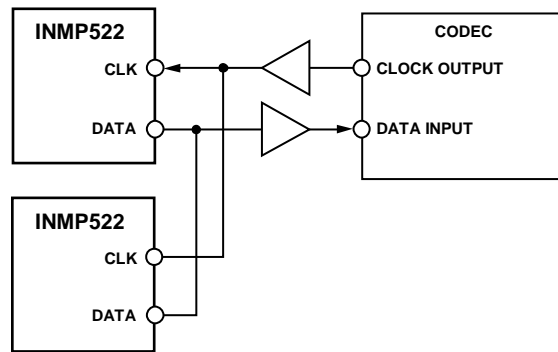 INMP522
CLK
DATA
CODEC
CLOCK OUTPUT
DATA INPUT
INMP522
CLK
DATA